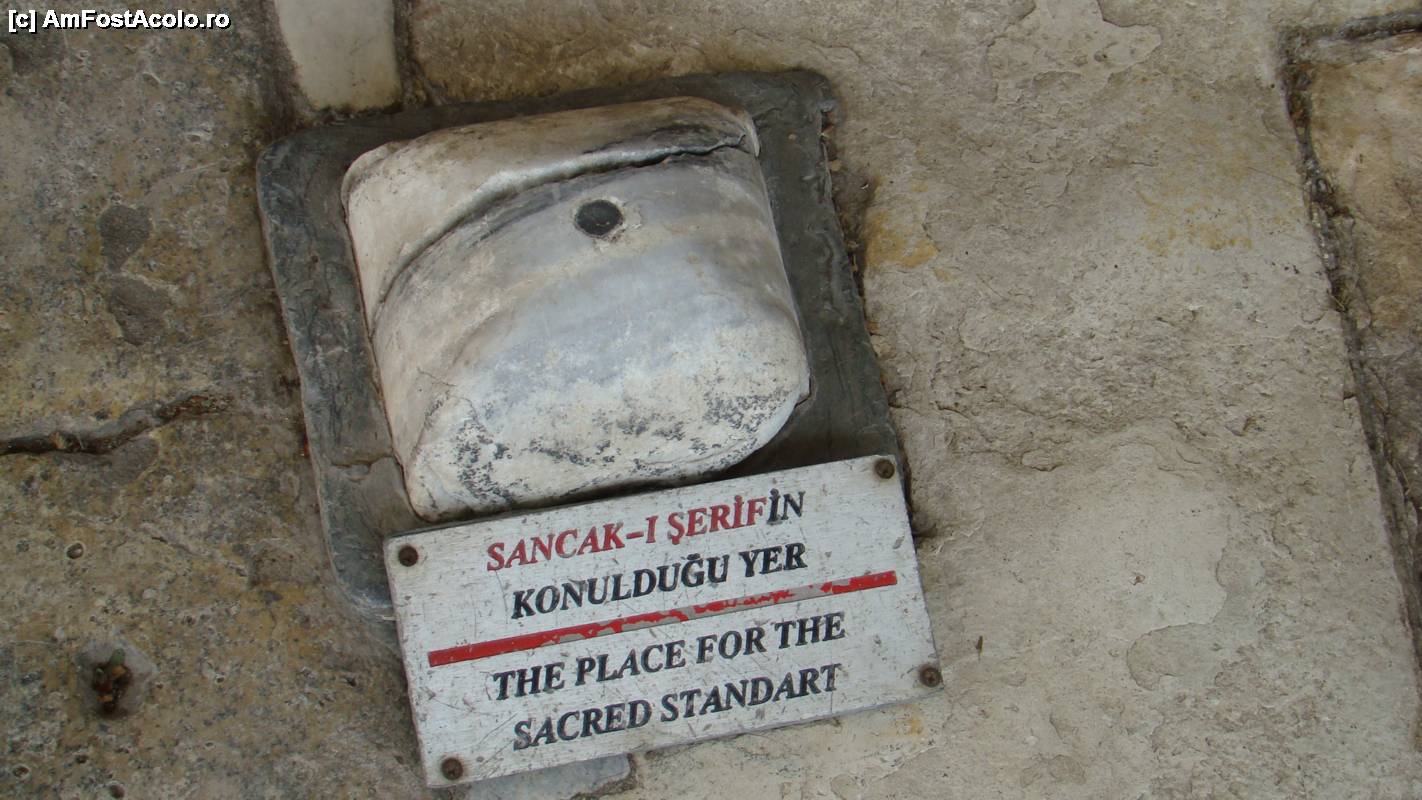 [c] AmFostAcolo.ro
SANCAK-I ŞERİFİN
KONULDUĞU YER
THE PLACE FOR THE
SACRED STANDART